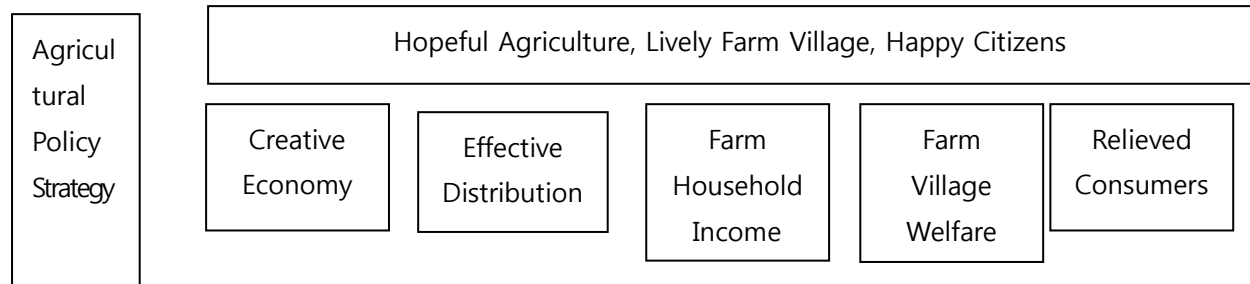 Agricul
tural
Policy
Strategy
Hopeful Agriculture, Lively Farm Village, Happy Citizens
Creative
Economy
Effective
Distribution
Farm
Household
Income
Farm
Village
Welfare
Relieved
Consumers